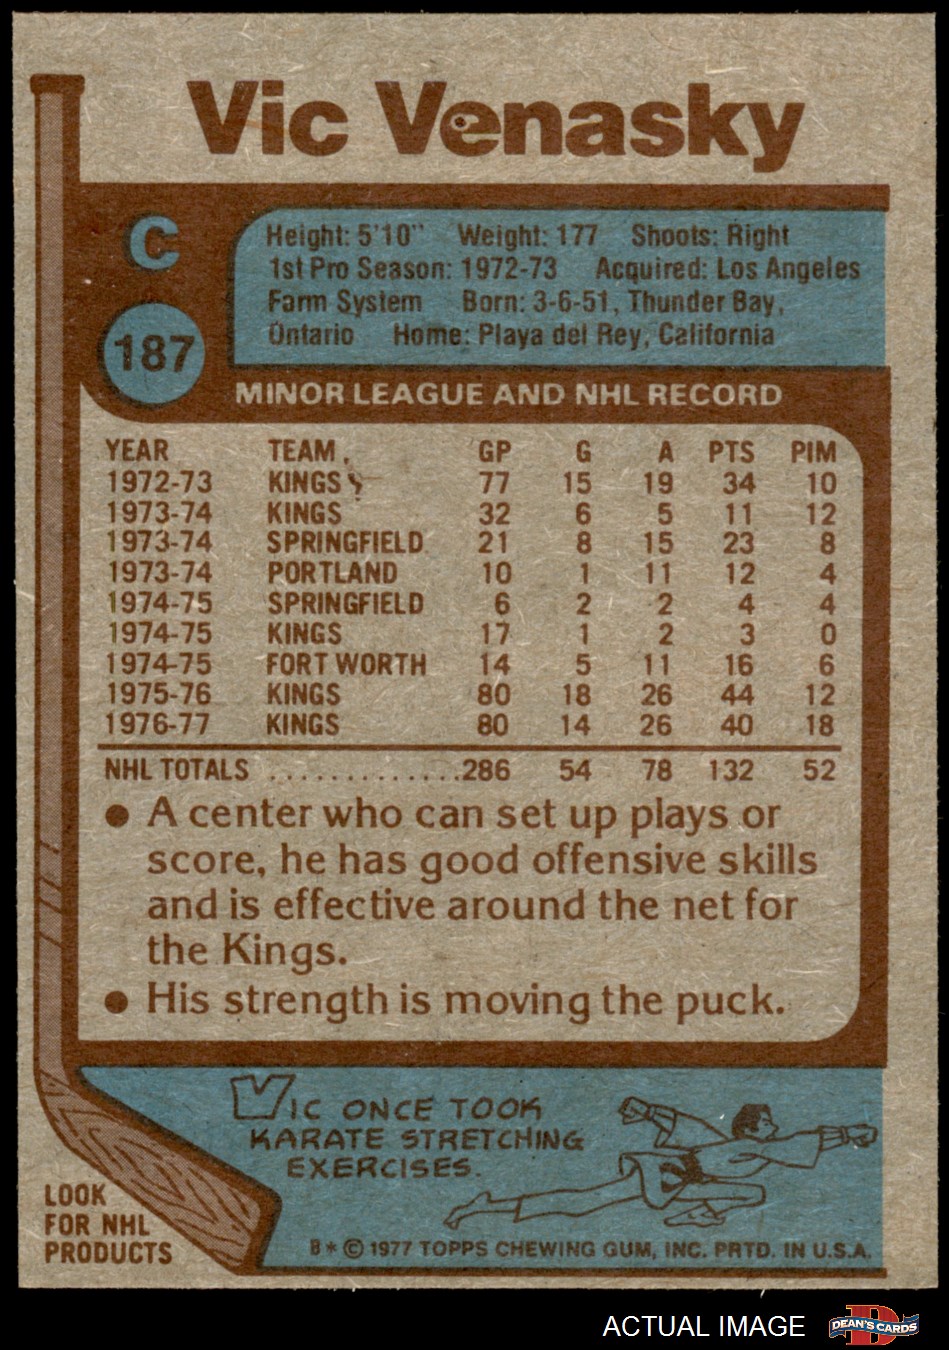 Vic Venasky
C
187
Height: 5'10" Weight: 177 Shoots: Right
1st Pro Season: 1972-73 Acquired: Los Angeles
Farm System Born: 3-6-51, Thunder Bay,
Ontario Home: Playa del Rey, California
MINOR LEAGUE AND NHL RECORD
YEAR TEAM GP G A PTS PIM
1972-73 KINGS 77 15 19 34 10
1973-74 KINGS 32 6 5 11 12
1973-74 SPRINGFIELD 21 8 15 23 8
1973-74 PORTLAND 10 1 11 12 4
1974-75 SPRINGFIELD 6 2 2 4 4
1974-75 KINGS 17 1 2 3 0
1974-75 FORT WORTH 14 5 11 16 6
1975-76 KINGS 80 18 26 44 12
1976-77 KINGS 80 14 26 40 18
NHL TOTALS .............286 54 78 132 52
● A center who can set up plays or
score, he has good offensive skills
and is effective around the net for
the Kings.
● His strength is moving the puck.
VIC ONCE TOOK
KARATE STRETCHING
EXERCISES.
LOOK
FOR NHL
PRODUCTS
B* © 1977 TOPPS CHEWING GUM, INC. PRTD. IN U.S.A.
ACTUAL IMAGE
D
DEAN'S CARDS